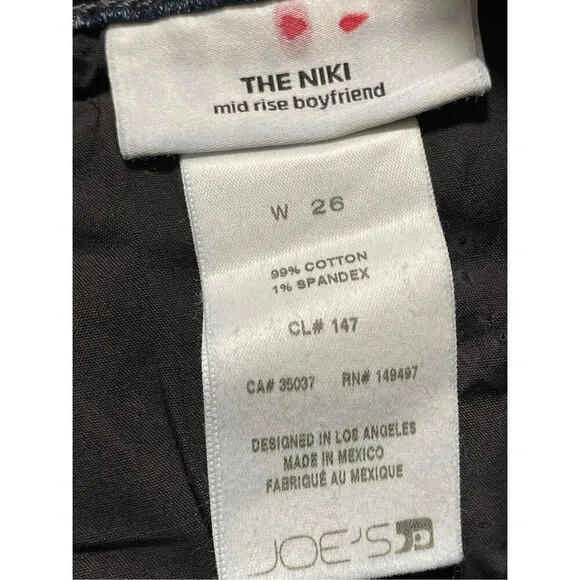 THE NIKI
mid rise boyfriend
W 26
99% COTTON
1% SPANDEX
CL# 147
CA# 35037 RN# 149497
DESIGNED IN LOS ANGELES
MADE IN MEXICO
FABRIQUÉ AU MEXIQUE
JOE'S